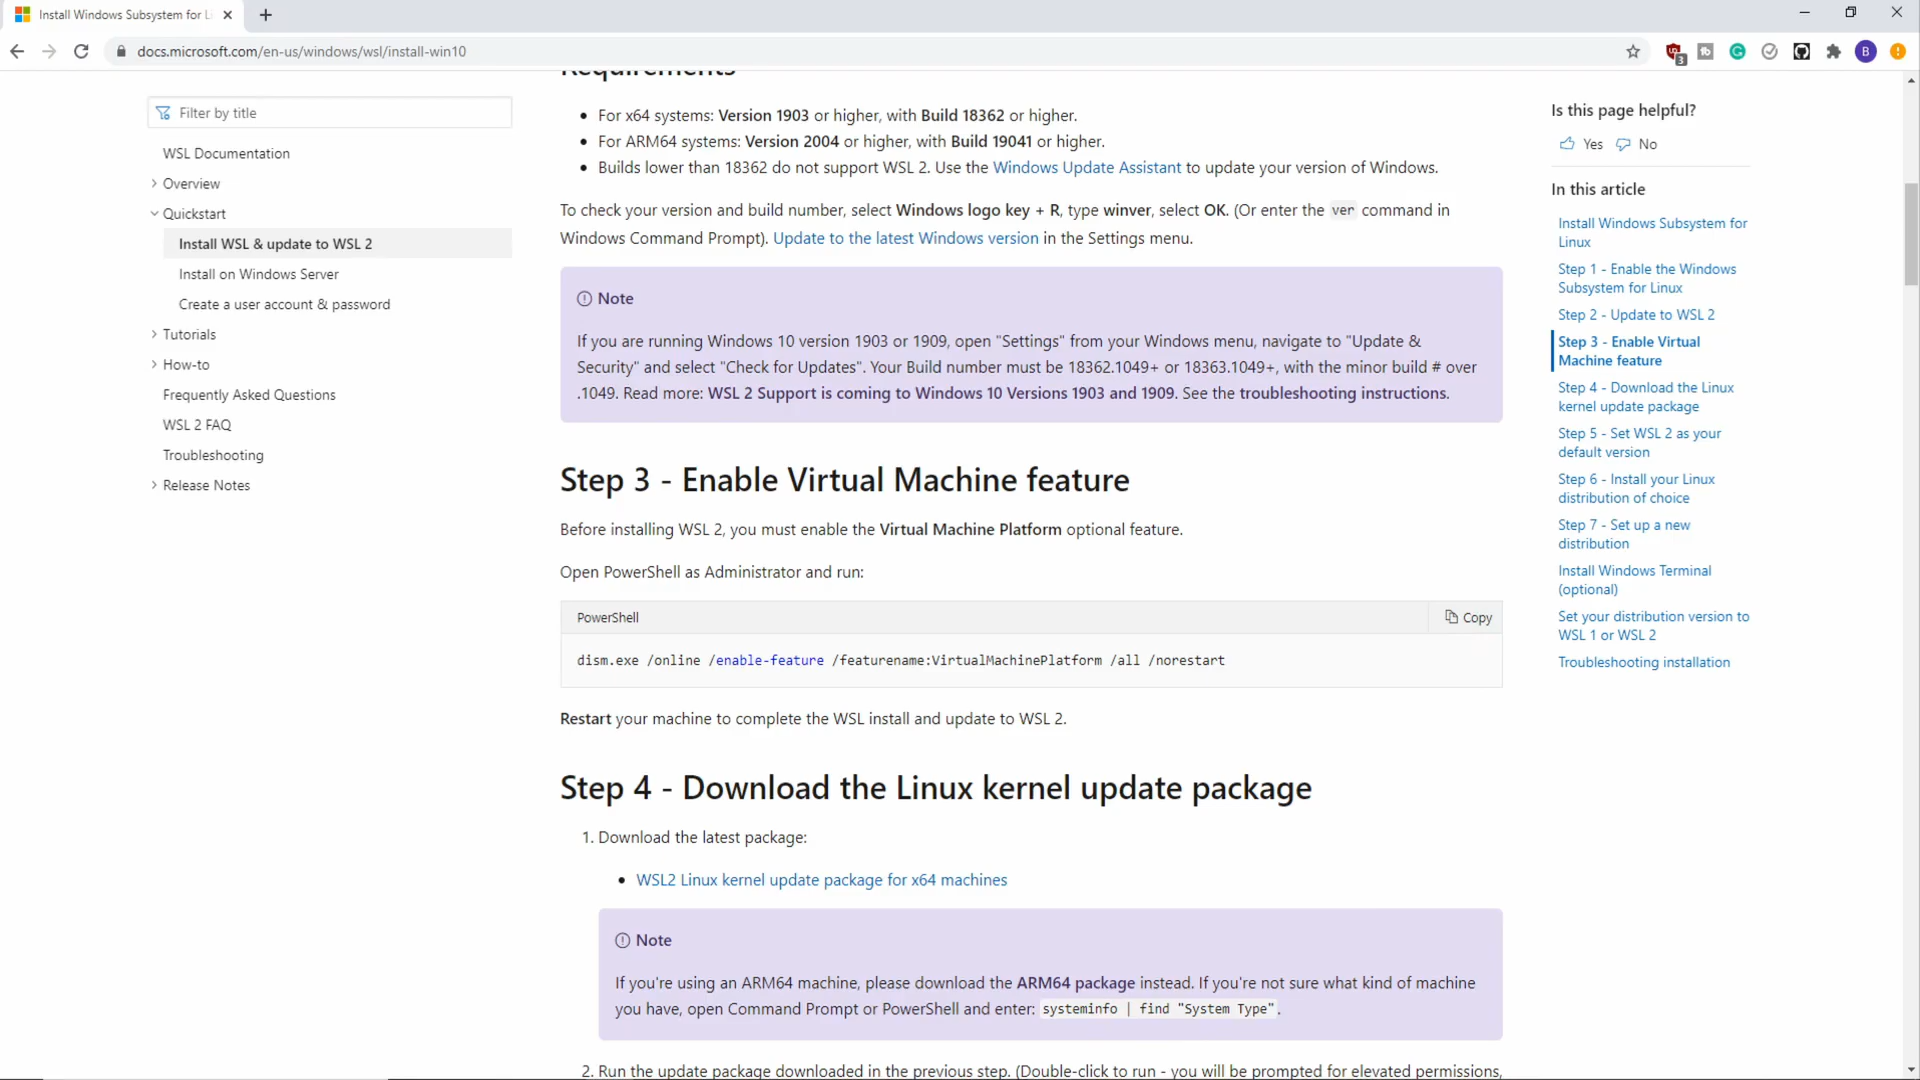 Install Windows Subsystem for L
docs.microsoft.com/en-us/windows/wsl/install-win10
3
B
Filter by title
WSL Documentation
Overview
Quickstart
Install WSL & update to WSL 2
Install on Windows Server
Create a user account & password
Tutorials
How-to
Frequently Asked Questions
WSL 2 FAQ
Troubleshooting
Release Notes
Requirements
For x64 systems: Version 1903 or higher, with Build 18362 or higher.
For ARM64 systems: Version 2004 or higher, with Build 19041 or higher.
Builds lower than 18362 do not support WSL 2. Use the Windows Update Assistant to update your version of Windows.
To check your version and build number, select Windows logo key + R, type winver, select OK. (Or enter the ver command in
Windows Command Prompt). Update to the latest Windows version in the Settings menu.
Note
If you are running Windows 10 version 1903 or 1909, open "Settings" from your Windows menu, navigate to "Update &
Security" and select "Check for Updates". Your Build number must be 18362.1049+ or 18363.1049+, with the minor build # over
.1049. Read more: WSL 2 Support is coming to Windows 10 Versions 1903 and 1909. See the troubleshooting instructions.
Step 3 - Enable Virtual Machine feature
Before installing WSL 2, you must enable the Virtual Machine Platform optional feature.
Open PowerShell as Administrator and run:
PowerShell
Copy
dism.exe /online /enable-feature /featurename:VirtualMachinePlatform /all /norestart
Restart your machine to complete the WSL install and update to WSL 2.
Step 4 - Download the Linux kernel update package
1. Download the latest package:
WSL2 Linux kernel update package for x64 machines
Note
If you're using an ARM64 machine, please download the ARM64 package instead. If you're not sure what kind of machine
you have, open Command Prompt or PowerShell and enter: systeminfo | find "System Type".
2. Run the update package downloaded in the previous step. (Double-click to run - you will be prompted for elevated permissions,
Is this page helpful?
Yes
No
In this article
Install Windows Subsystem for
Linux
Step 1 - Enable the Windows
Subsystem for Linux
Step 2 - Update to WSL 2
Step 3 - Enable Virtual
Machine feature
Step 4 - Download the Linux
kernel update package
Step 5 - Set WSL 2 as your
default version
Step 6 - Install your Linux
distribution of choice
Step 7 - Set up a new
distribution
Install Windows Terminal
(optional)
Set your distribution version to
WSL 1 or WSL 2
Troubleshooting installation